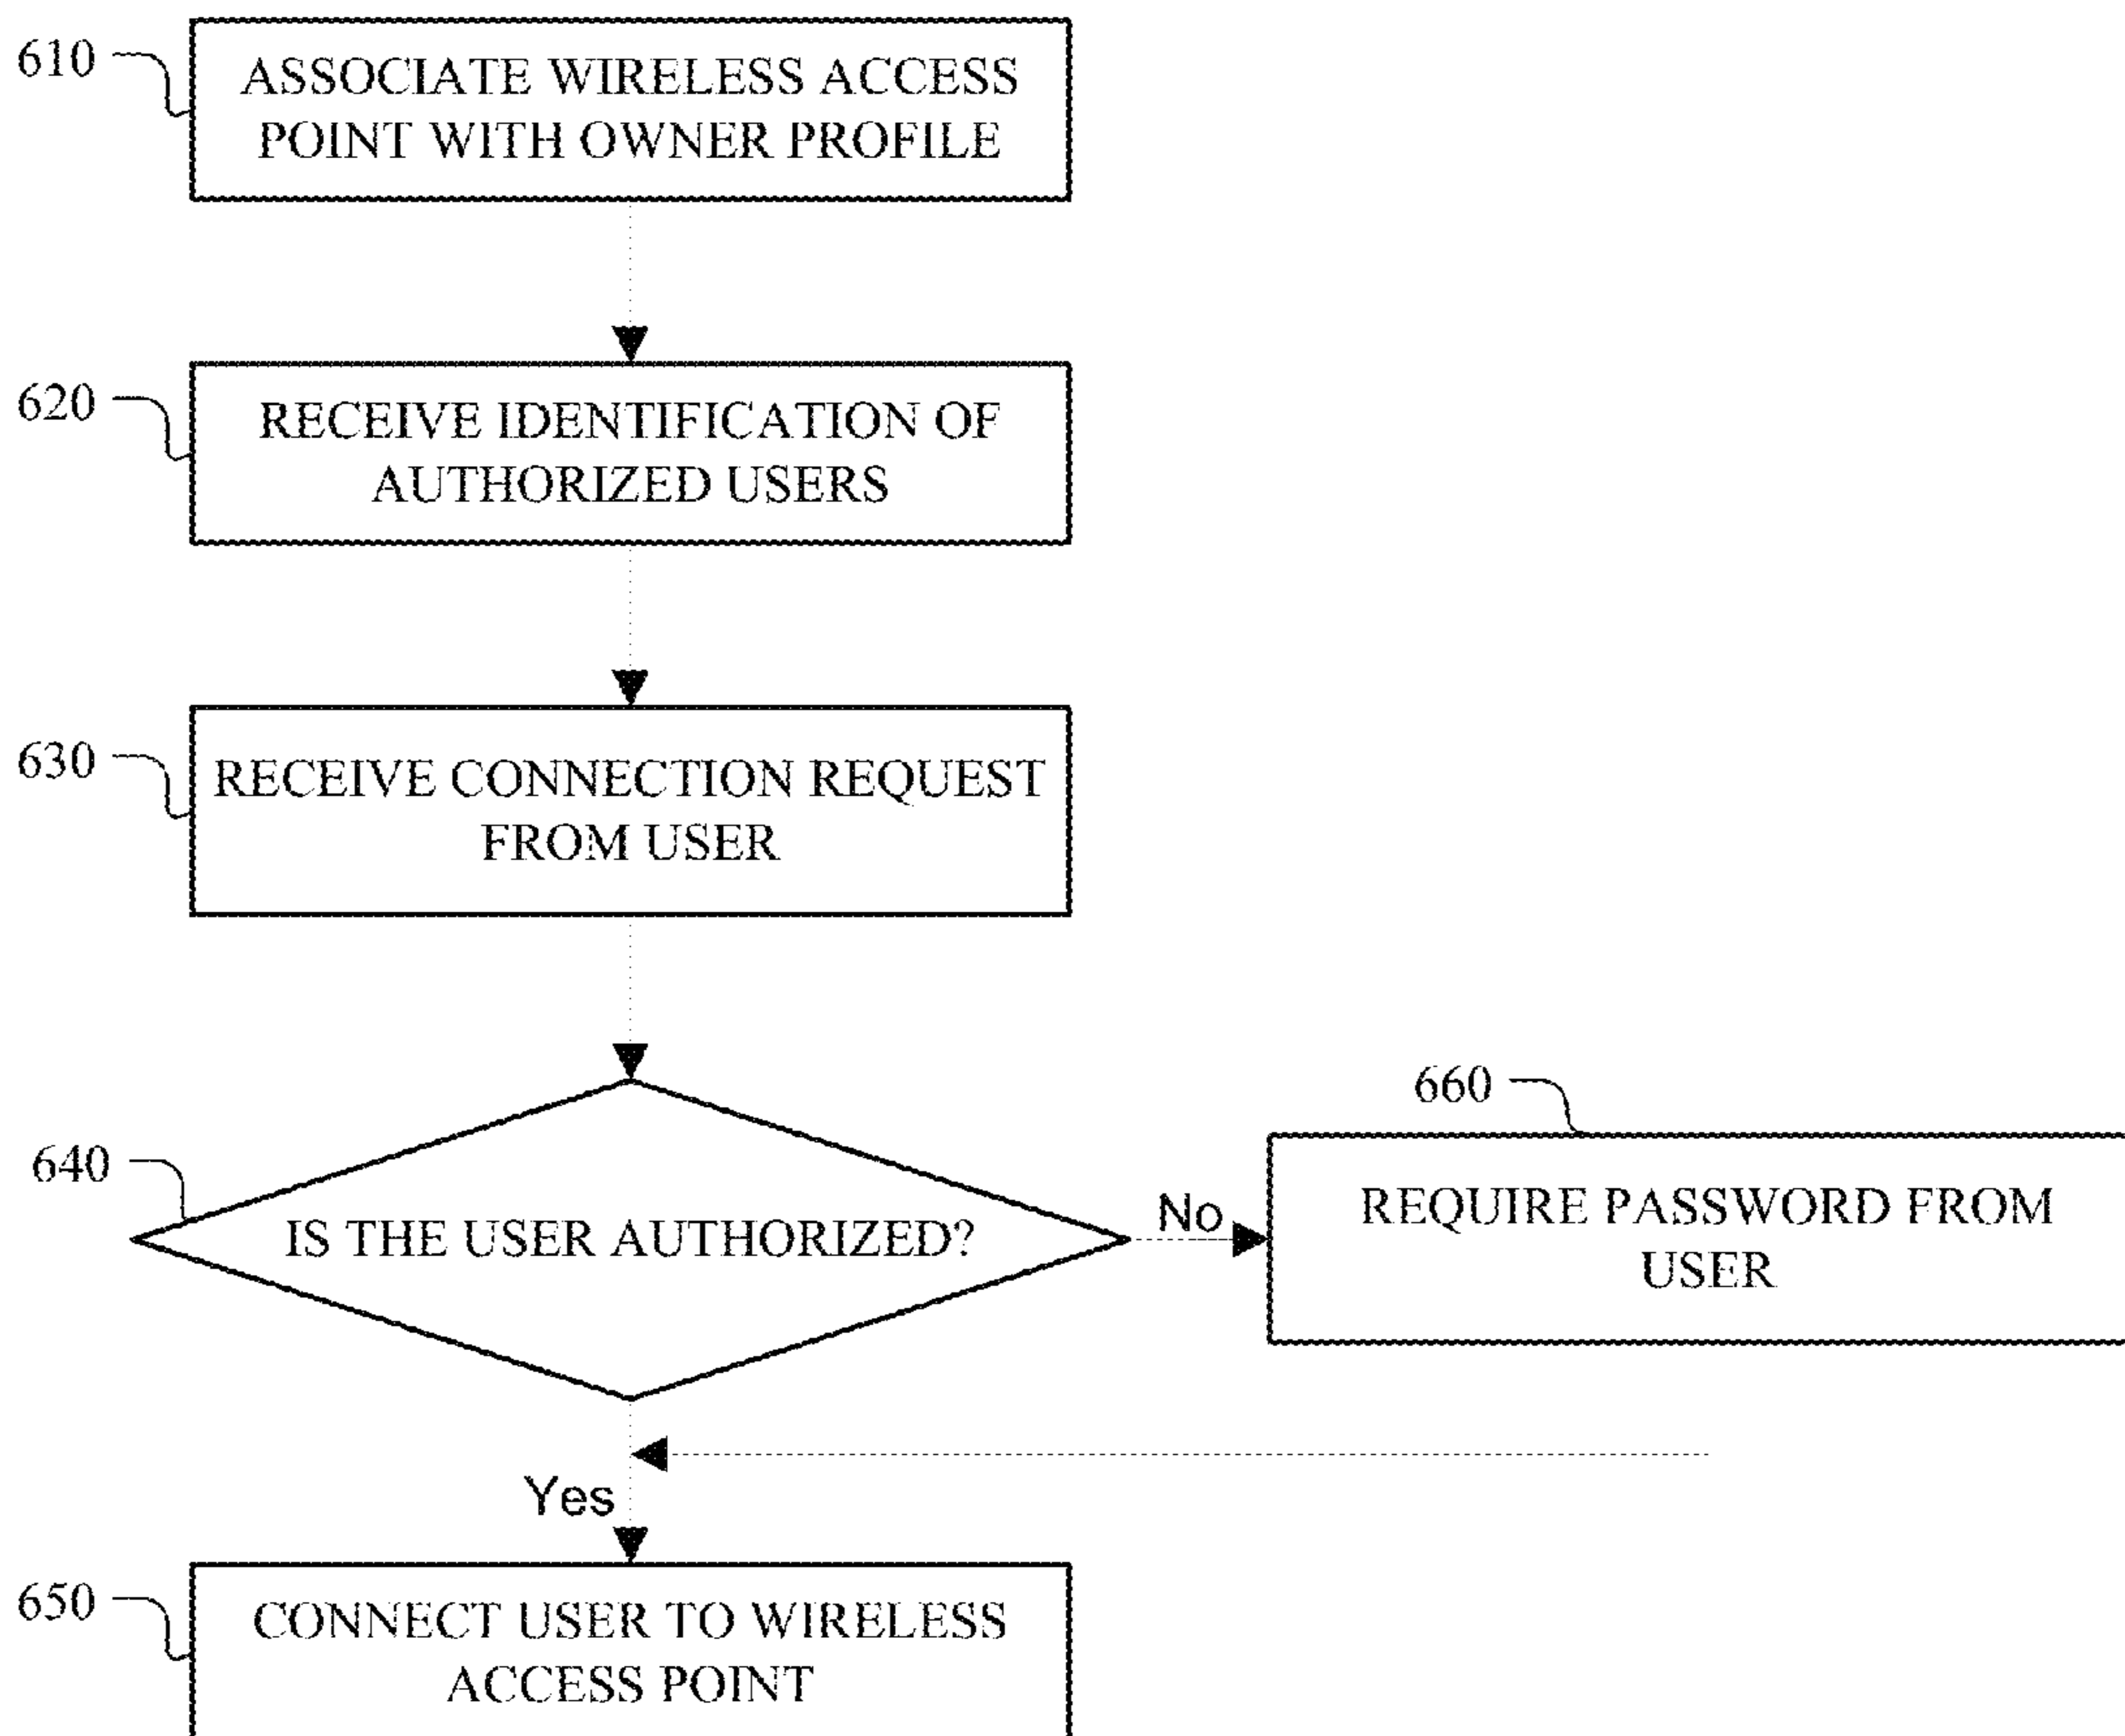 610
ASSOCIATE WIRELESS ACCESS
POINT WITH OWNER PROFILE
620
RECEIVE IDENTIFICATION OF
AUTHORIZED USERS
630
RECEIVE CONNECTION REQUEST
FROM USER
640
IS THE USER AUTHORIZED?
No
660
REQUIRE PASSWORD FROM
USER
Yes
650
CONNECT USER TO WIRELESS
ACCESS POINT